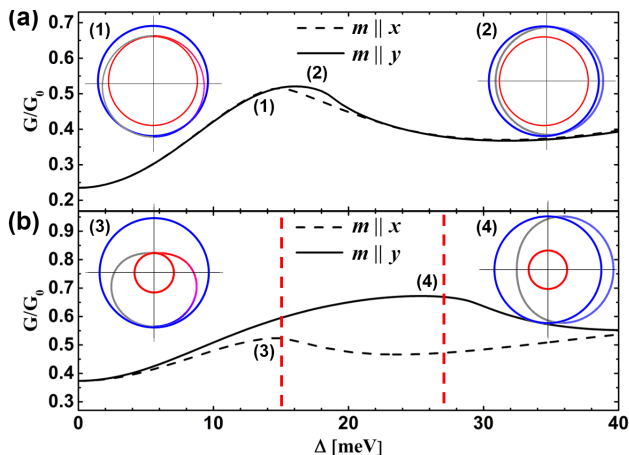 (a)
0.7
0.6
0.5
0.4
0.3
0.2
G/G₀
(1)
m || x
m || y
(2)
(1)
(2)
(b)
0.9
0.8
0.7
0.6
0.5
0.4
0.3
G/G₀
(3)
m || x
m || y
(4)
(3)
(4)
0 10 20 30 40
Δ [meV]